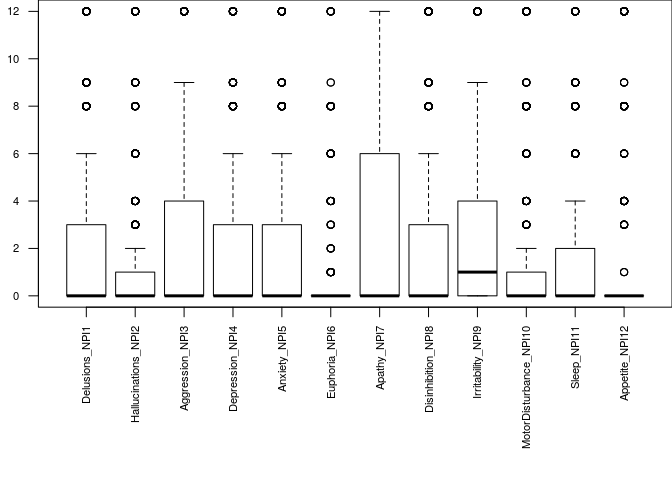 12
10
8
6
4
2
0
Delusions_NPI1
Hallucinations_NPI2
Aggression_NPI3
Depression_NPI4
Anxiety_NPI5
Euphoria_NPI6
Apathy_NPI7
Disinhibition_NPI8
Irritability_NPI9
MotorDisturbance_NPI10
Sleep_NPI11
Appetite_NPI12